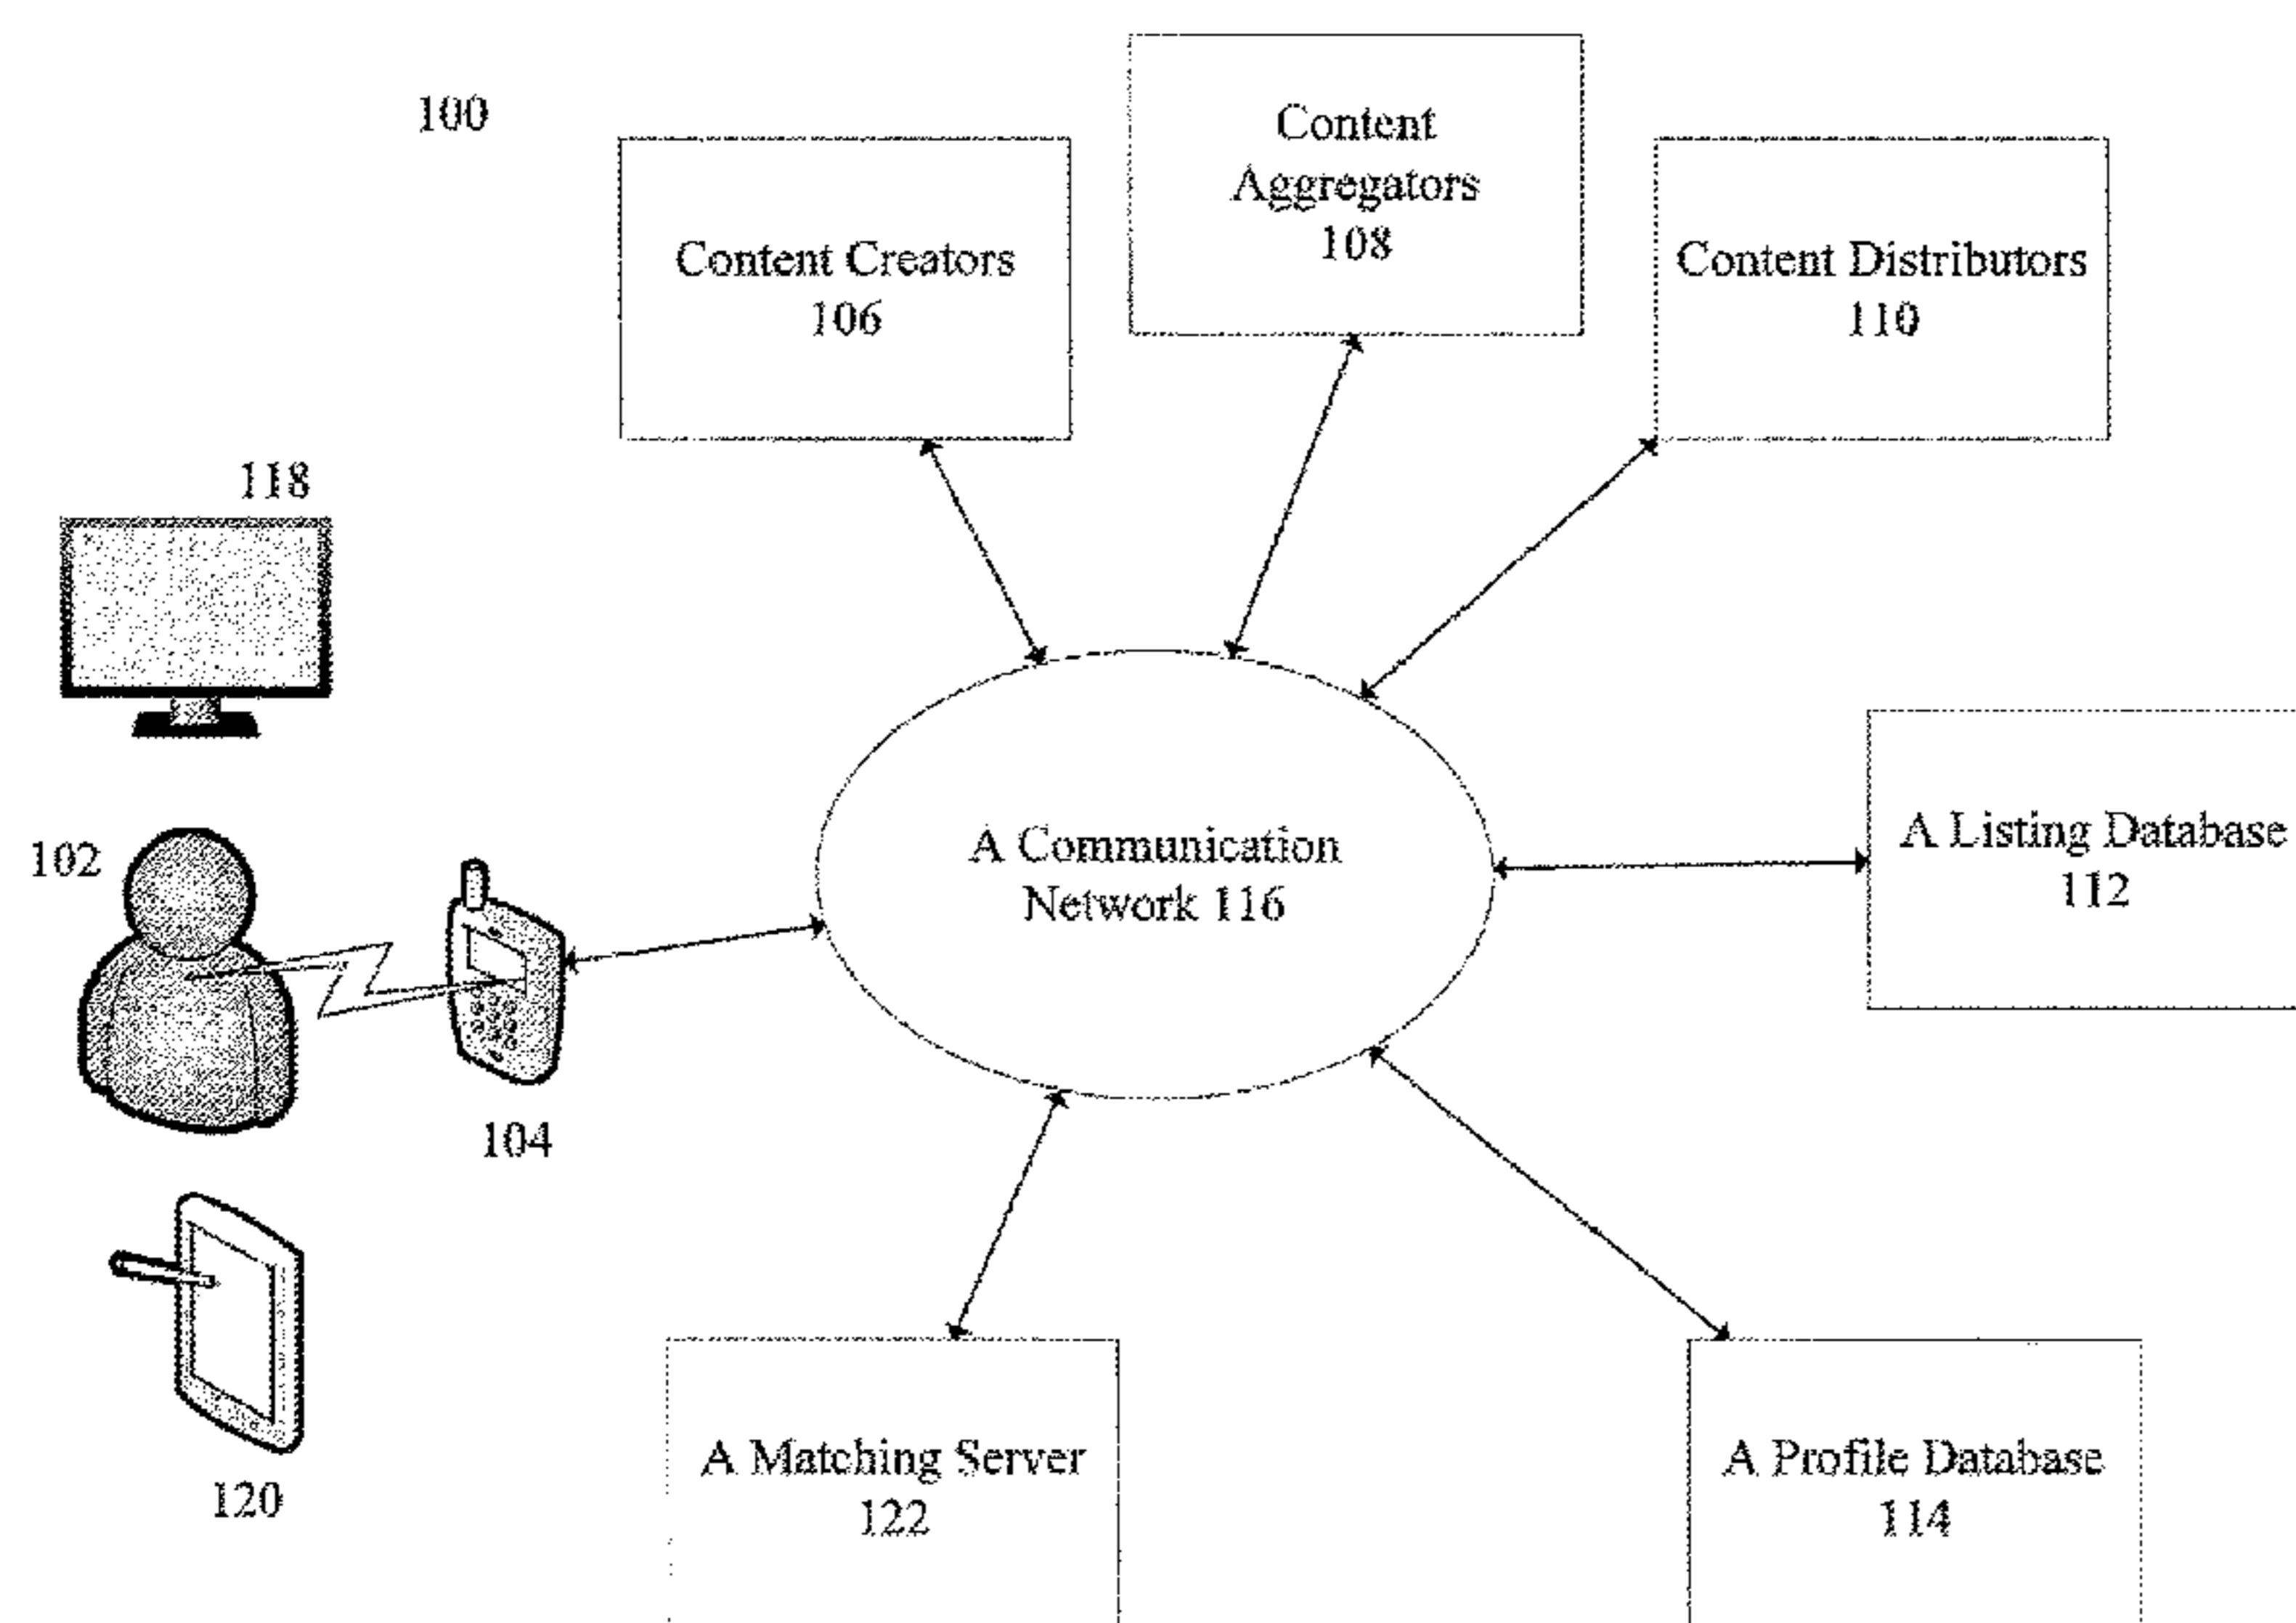 100
Content
Aggregators
108
Content Creators
106
Content Distributors
110
118
A Listing Database
112
102
A Communication
Network 116
104
120
A Matching Server
122
A Profile Database
114